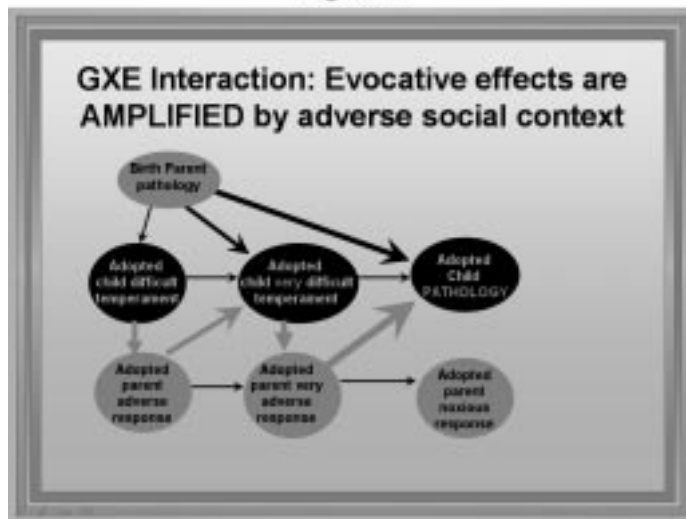 GXE Interaction: Evocative effects are
AMPLIFIED by adverse social context
Birth Parent
pathology
Adopted
child difficult
temperament
Adopted
child very difficult
temperament
Adopted
Child
PATHOLOGY
Adopted
parent
adverse
response
Adopted
parent very
adverse
response
Adopted
parent
noxious
response